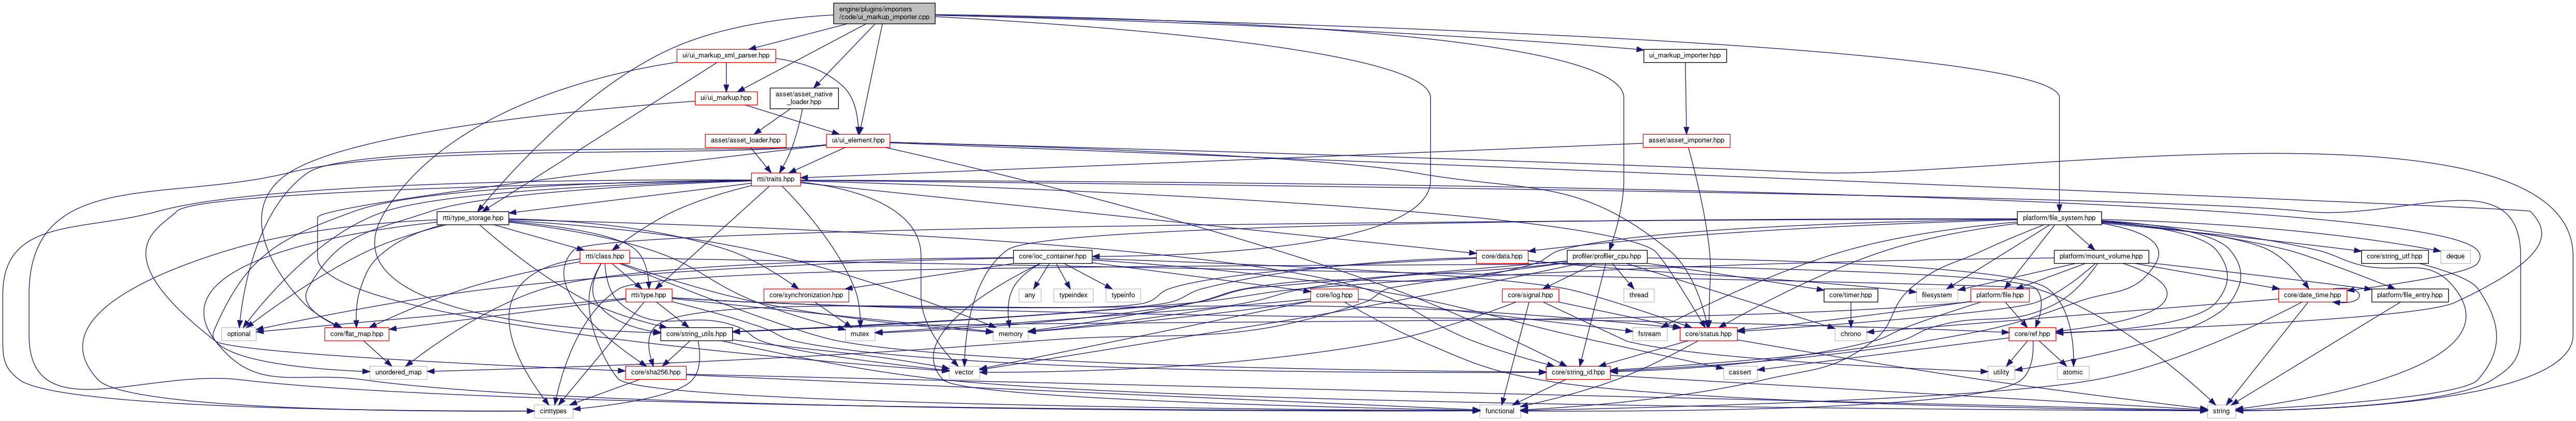 engine/plugins/importers
/code/ui_markup_importer.cpp
ui/ui_markup_xml_parser.hpp
ui_markup_importer.hpp
ui/ui_markup.hpp
asset/asset_native
_loader.hpp
asset/asset_loader.hpp
ui/ui_element.hpp
asset/asset_importer.hpp
rtti/traits.hpp
rtti/type_storage.hpp
platform/file_system.hpp
rtti/class.hpp
core/ioc_container.hpp
core/data.hpp
profiler/profiler_cpu.hpp
platform/mount_volume.hpp
core/string_utf.hpp
deque
rtti/type.hpp
core/synchronization.hpp
any
typeindex
typeinfo
core/log.hpp
core/signal.hpp
thread
core/timer.hpp
filesystem
platform/file.hpp
core/date_time.hpp
platform/file_entry.hpp
optional
core/flat_map.hpp
core/string_utils.hpp
mutex
memory
fstream
core/status.hpp
chrono
core/ref.hpp
unordered_map
core/sha256.hpp
vector
core/string_id.hpp
cassert
utility
atomic
cinttypes
functional
string